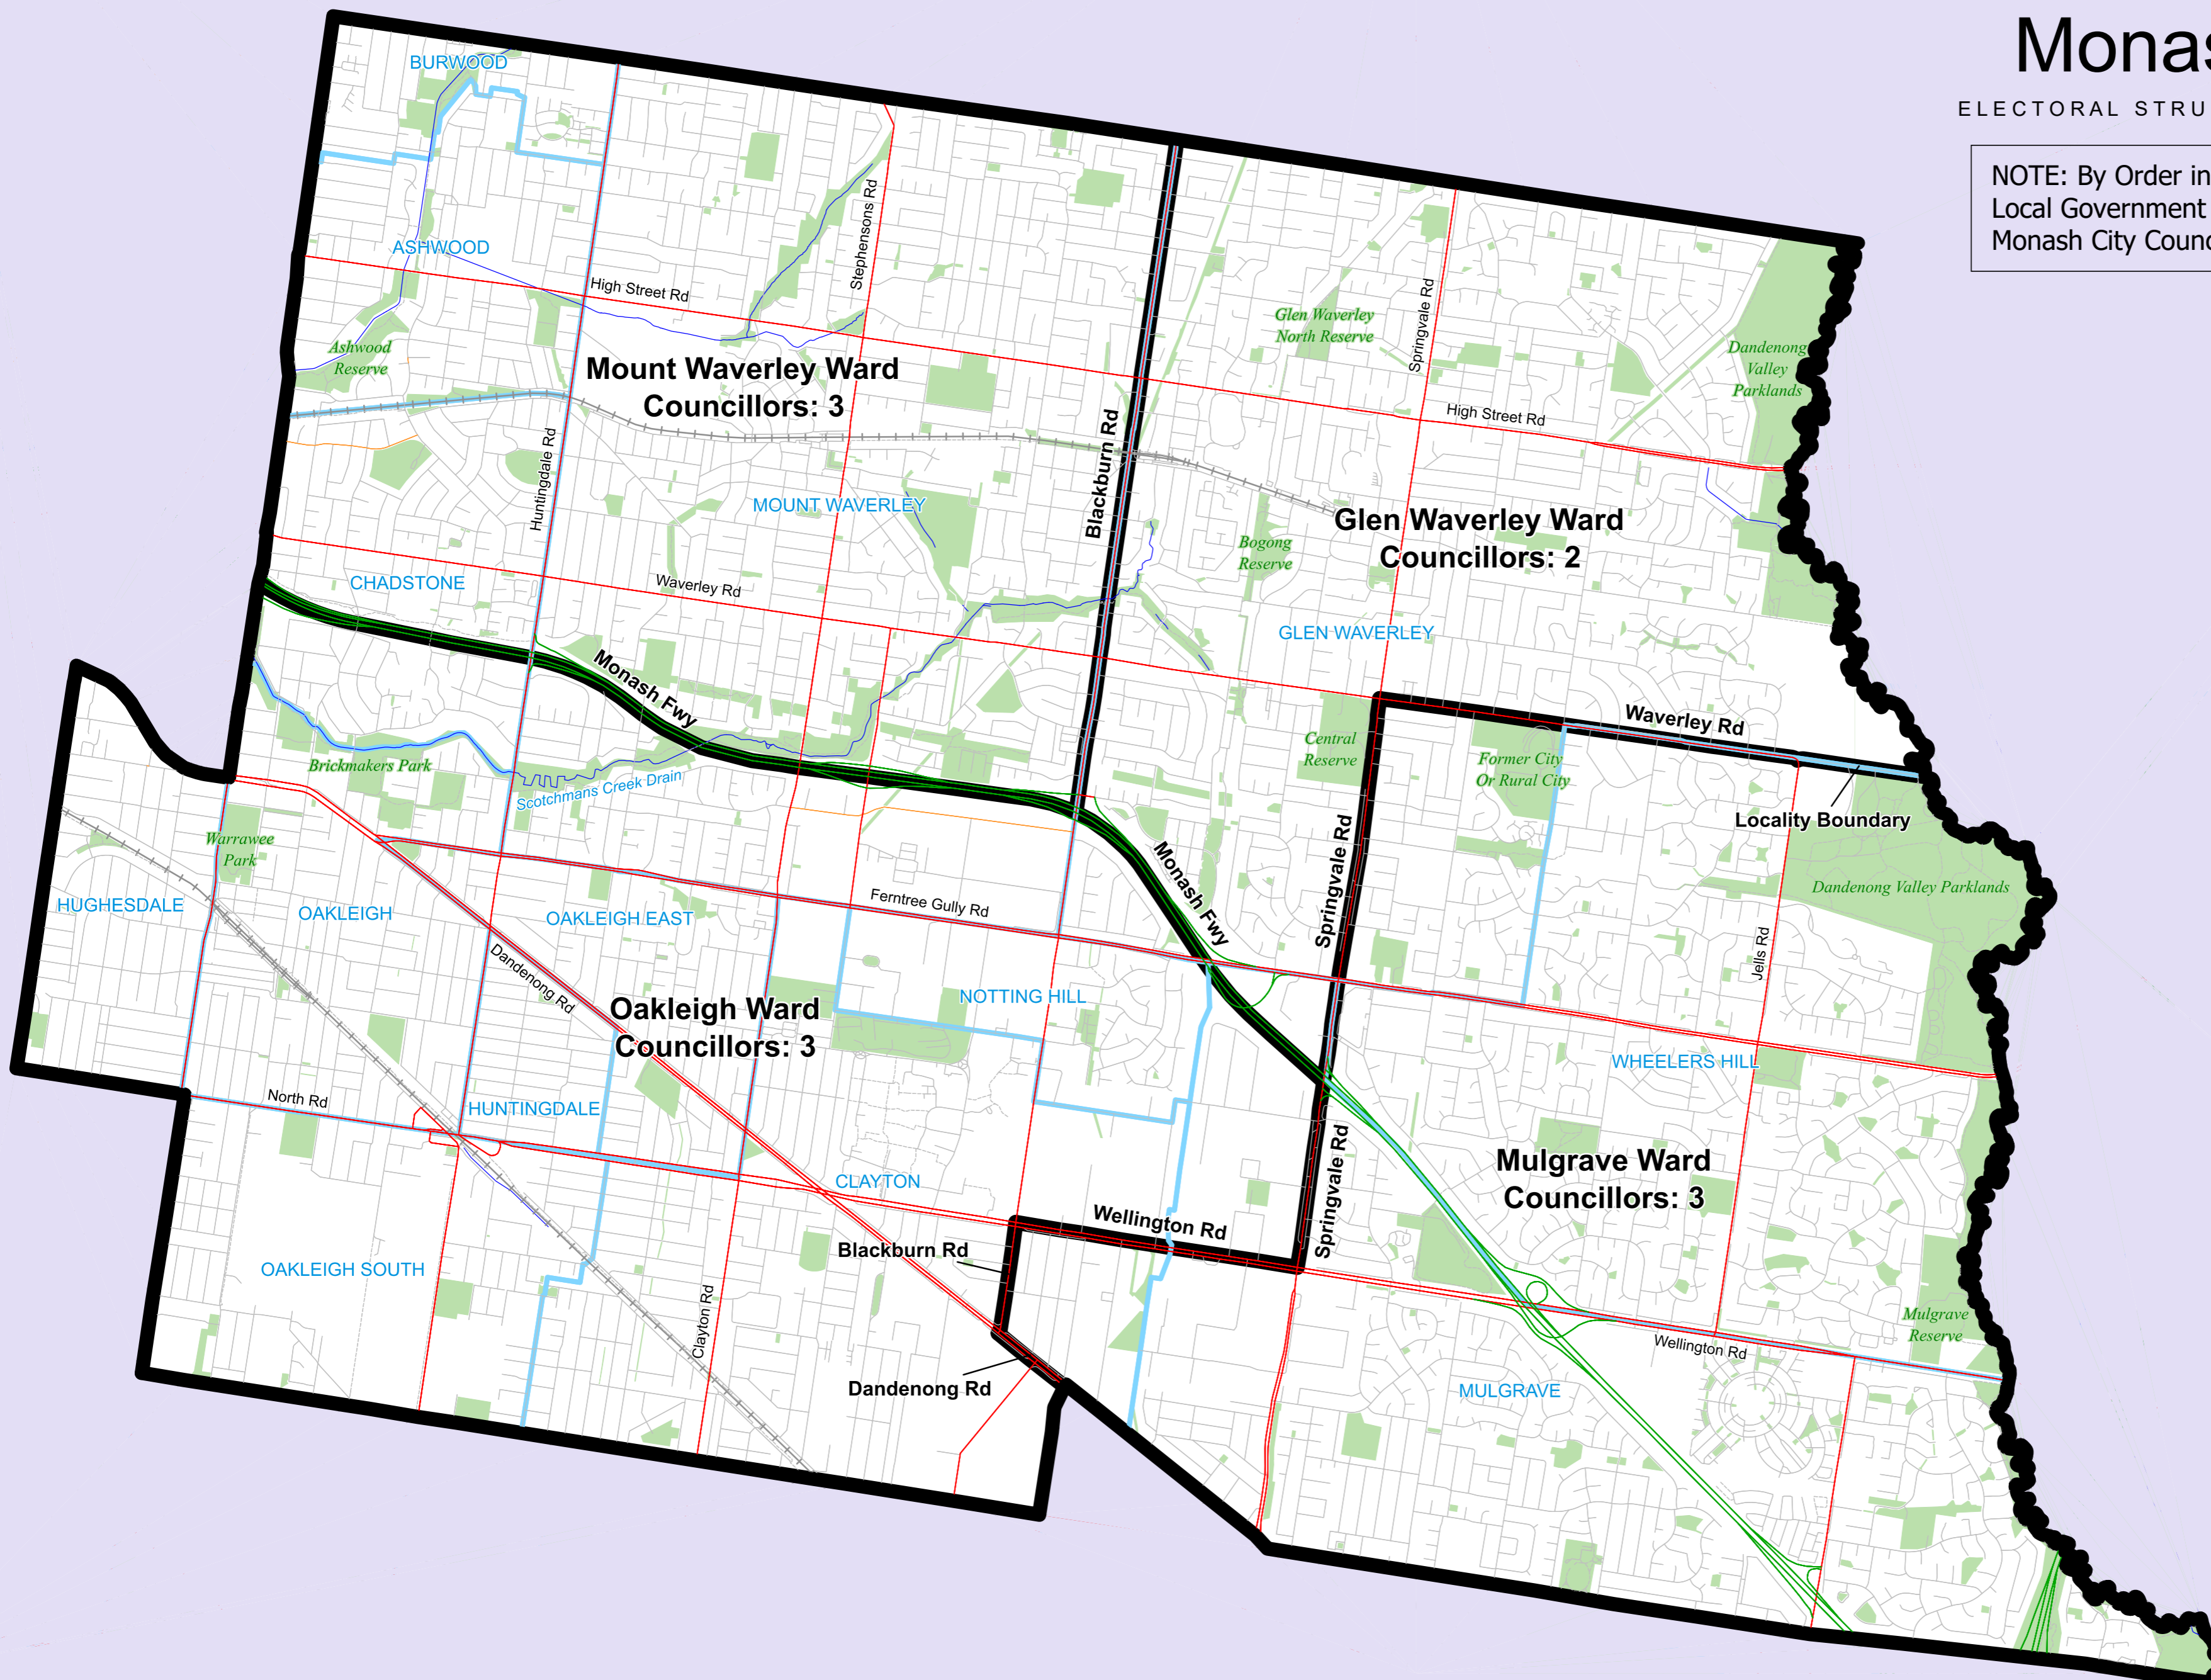 Monas
ELECTORAL STRU
NOTE: By Order in
Local Government
Monash City Counc
BURWOOD
ASHWOOD
High Street Rd
Stephensons Rd
Ashwood
Reserve
Mount Waverley Ward
Councillors: 3
Huntingdale Rd
MOUNT WAVERLEY
Blackburn Rd
CHADSTONE
Waverley Rd
Monash Fwy
Glen Waverley
North Reserve
Springvale Rd
High Street Rd
Dandenong
Valley
Parklands
Glen Waverley Ward
Councillors: 2
Bogong
Reserve
GLEN WAVERLEY
Central
Reserve
Waverley Rd
Former City
Or Rural City
Locality Boundary
Dandenong Valley Parklands
Brickmakers Park
Scotchmans Creek Drain
Warrawee
Park
HUGHESDALE
OAKLEIGH
OAKLEIGH EAST
Ferntree Gully Rd
Monash Fwy
Springvale Rd
Jells Rd
Dandenong Rd
Oakleigh Ward
Councillors: 3
NOTTING HILL
WHEELERS HILL
North Rd
HUNTINGDALE
CLAYTON
Wellington Rd
Springvale Rd
Mulgrave Ward
Councillors: 3
Blackburn Rd
OAKLEIGH SOUTH
Clayton Rd
Dandenong Rd
Mulgrave
Reserve
Wellington Rd
MULGRAVE